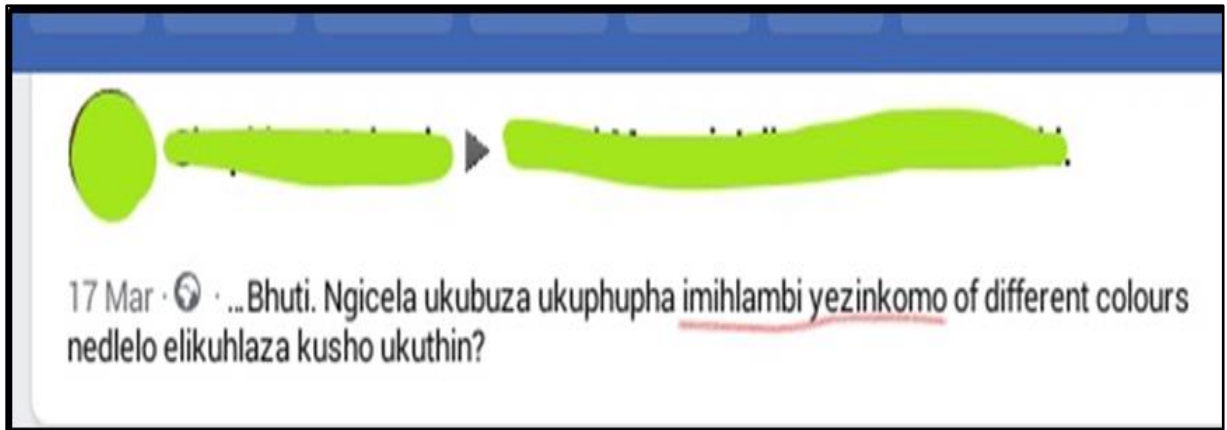 17 Mar · · ...Bhuti. Ngicela ukubuza ukuphupha imihlambi yezinkomo of different colours
nedlelo elikuhlaza kusho ukuthin?